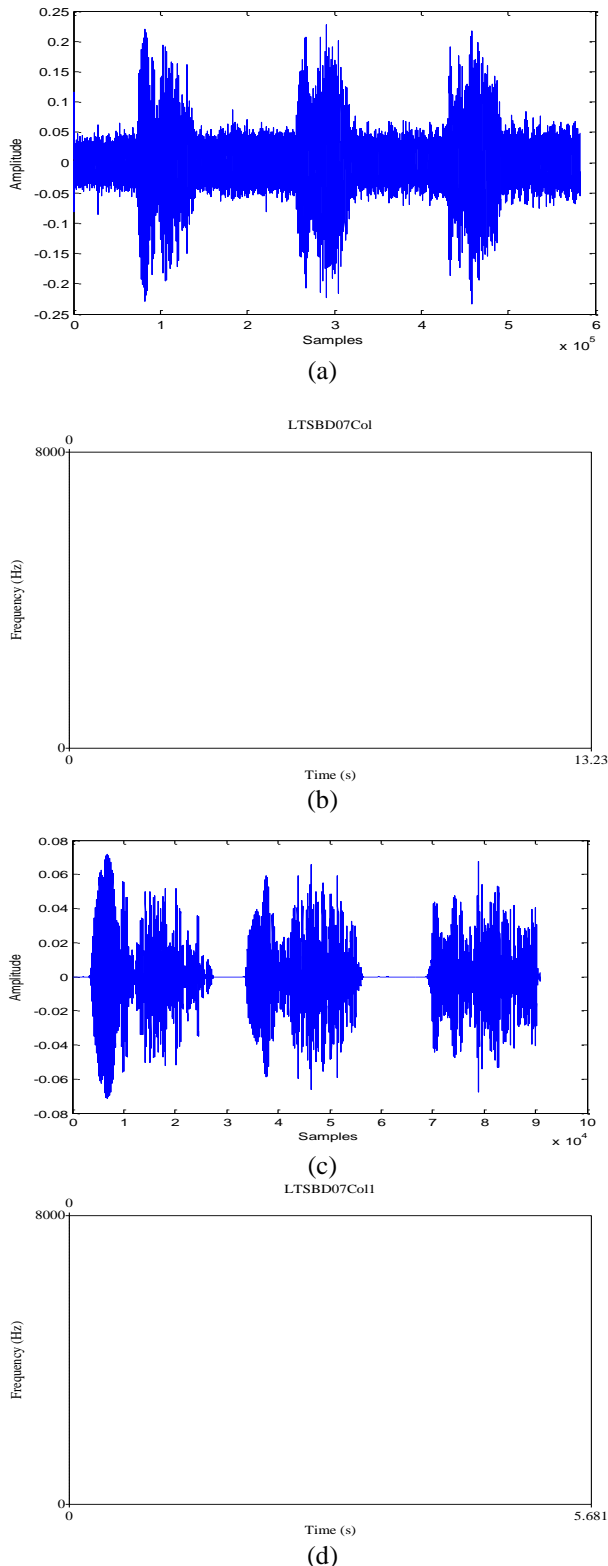 0.25
0.2
0.15
0.1
0.05
0
-0.05
-0.1
-0.15
-0.2
-0.25
Amplitude
0 1 2 3 4 5 6
Samples
x 10^5
(a)
LTSBD07Col
0
8000
Frequency (Hz)
0
0 13.23
Time (s)
(b)
0.08
0.06
0.04
0.02
0
-0.02
-0.04
-0.06
-0.08
Amplitude
0 1 2 3 4 5 6 7 8 9 10
Samples
x 10^4
(c)
LTSBD07Col1
0
8000
Frequency (Hz)
0
0 5.681
Time (s)
(d)